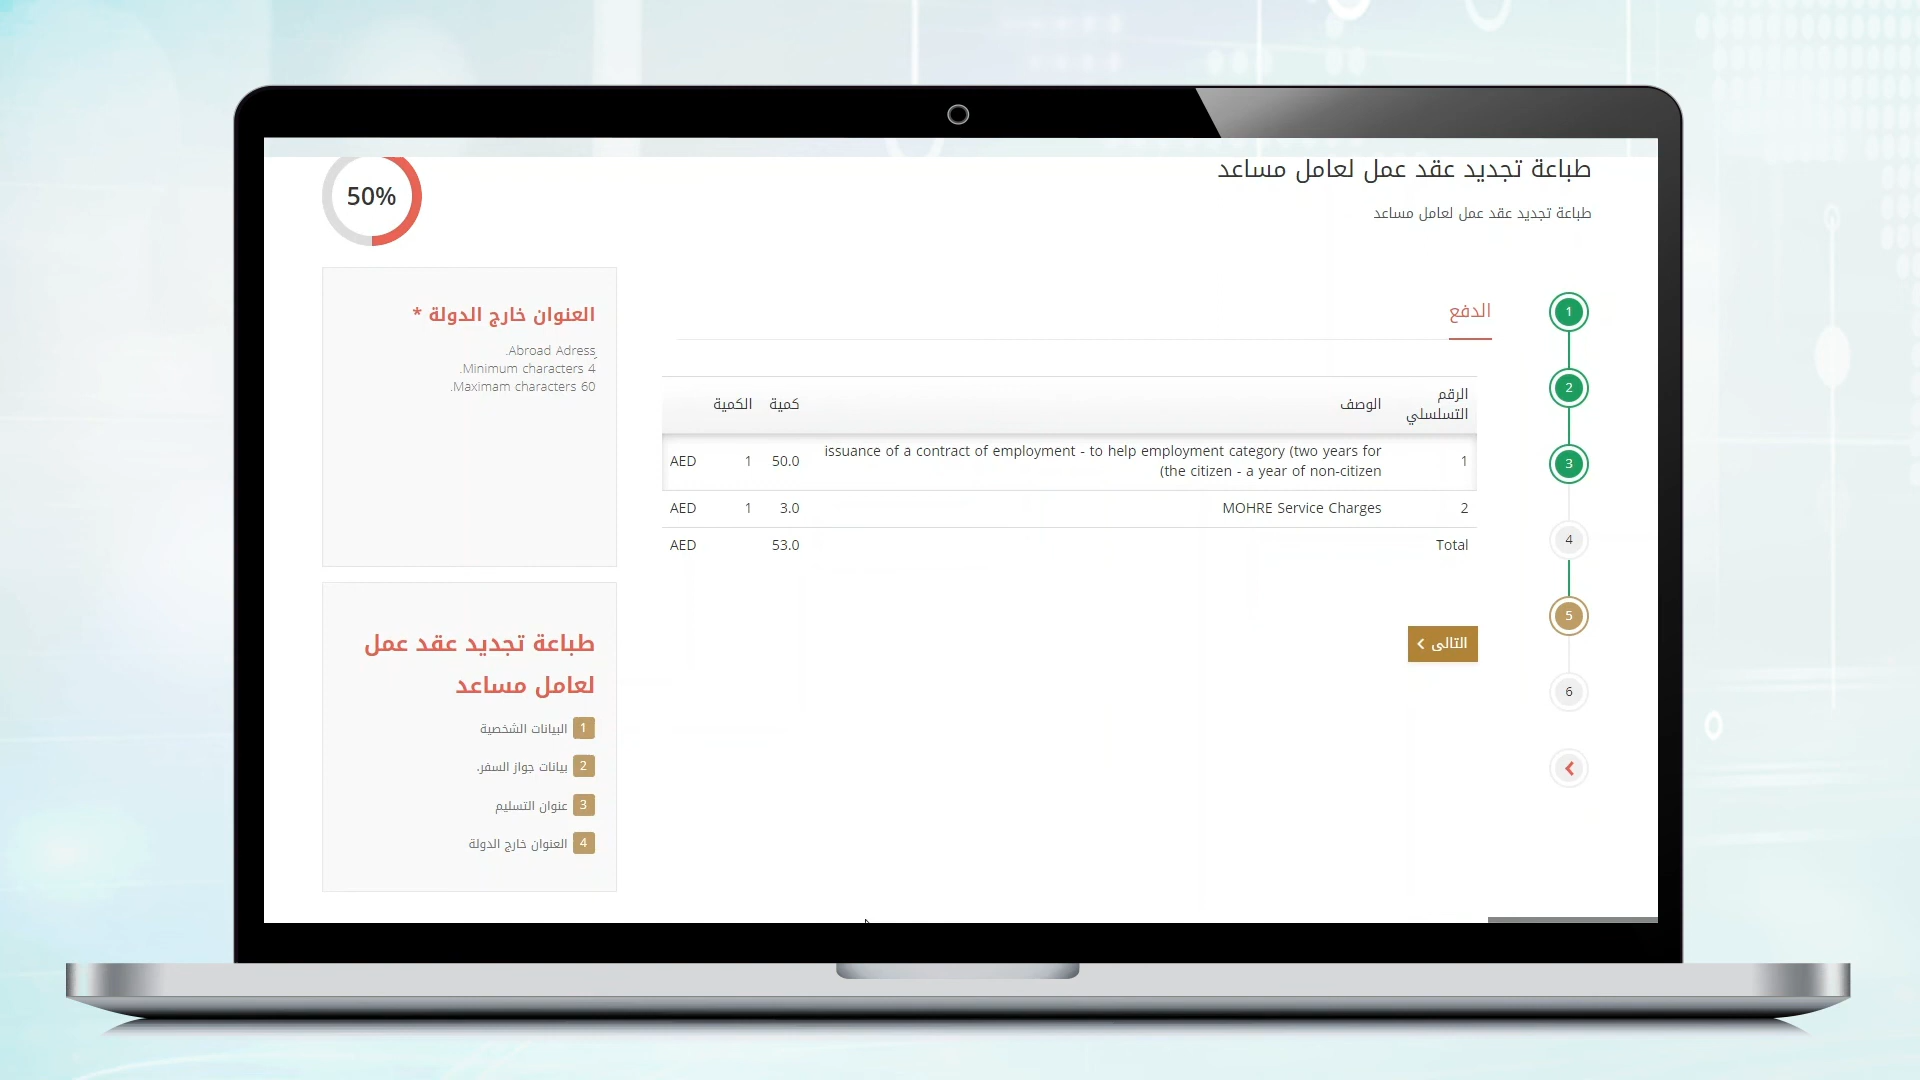 طباعة تجديد عقد عمل لعامل مساعد
50%
طباعة تجديد عقد عمل لعامل مساعد
1
2
3
4
5
6
الدفع
الرقم التسلسلي الوصف كمية الكمية
1 issuance of a contract of employment - to help employment category (two years for 50.0 1 AED
(the citizen - a year of non-citizen
2 MOHRE Service Charges 3.0 1 AED
Total 53.0 AED
التالى
العنوان خارج الدولة *
.Abroad Adress
.Minimum characters 4
.Maximam characters 60
طباعة تجديد عقد عمل
لعامل مساعد
1 البيانات الشخصية
2 بيانات جواز السفر.
3 عنوان التسليم
4 العنوان خارج الدولة